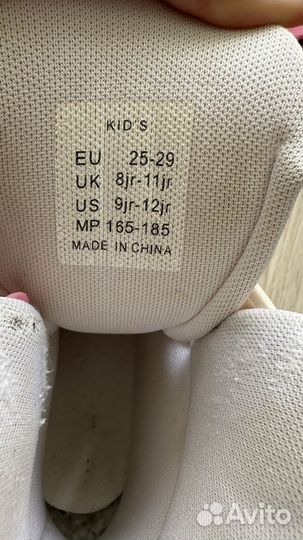 KID'S
EU 25-29
UK 8jr-11jr
US 9jr-12jr
MP 165-185
MADE IN CHINA
Avito